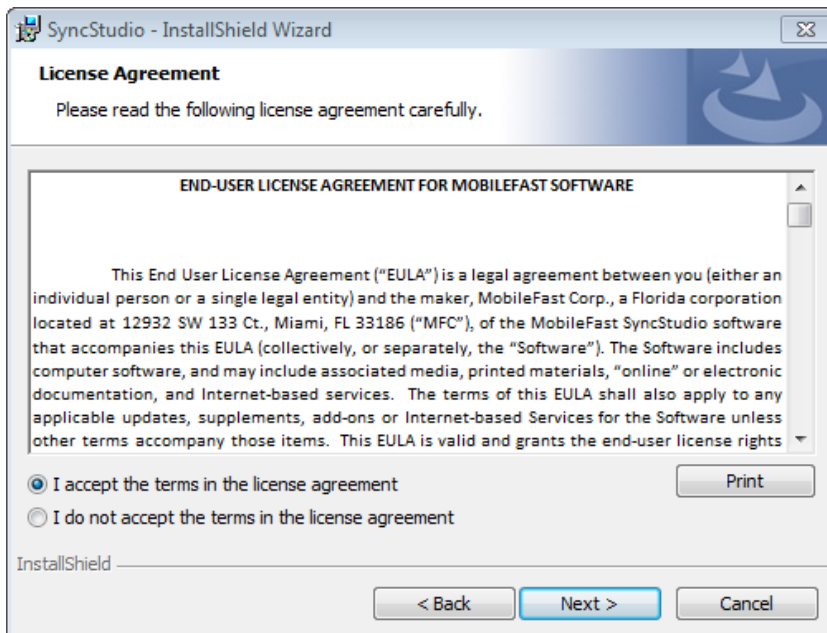 SyncStudio - InstallShield Wizard
License Agreement
Please read the following license agreement carefully.
END-USER LICENSE AGREEMENT FOR MOBILEFAST SOFTWARE
This End User License Agreement (“EULA”) is a legal agreement between you (either an
individual person or a single legal entity) and the maker, MobileFast Corp., a Florida corporation
located at 12932 SW 133 Ct., Miami, FL 33186 (“MFC”), of the MobileFast SyncStudio software
that accompanies this EULA (collectively, or separately, the “Software”). The Software includes
computer software, and may include associated media, printed materials, “online” or electronic
documentation, and Internet-based services. The terms of this EULA shall also apply to any
applicable updates, supplements, add-ons or Internet-based Services for the Software unless
other terms accompany those items. This EULA is valid and grants the end-user license rights
I accept the terms in the license agreement
Print
I do not accept the terms in the license agreement
InstallShield
< Back
Next >
Cancel